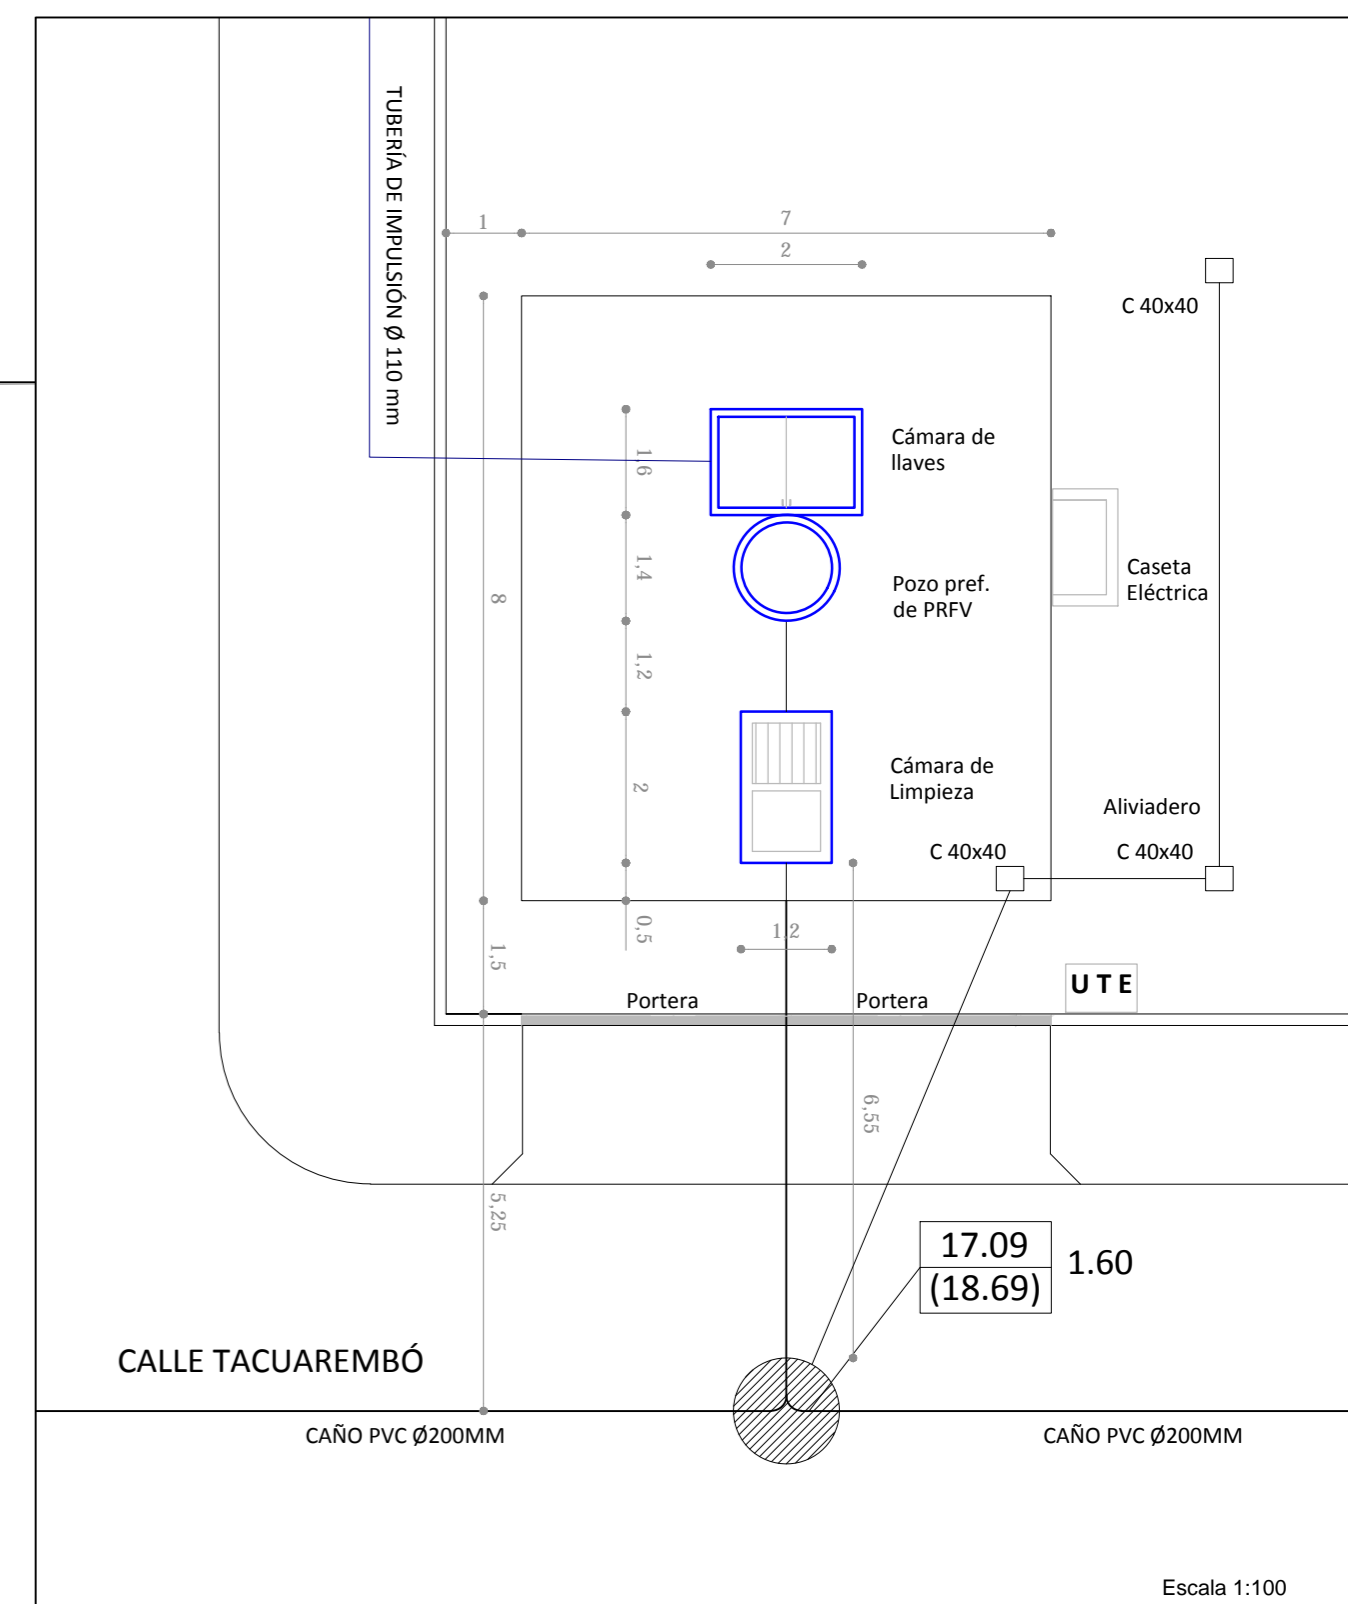 TUBERÍA DE IMPULSIÓN Ø 110 mm
1
7
2
C 40x40
1,6
Cámara de
llaves
1,4
8
Pozo pref.
de PRFV
Caseta
Eléctrica
1,2
2
Cámara de
Limpieza
Aliviadero
C 40x40
C 40x40
0,5
1,2
1,5
U T E
Portera
Portera
6,55
5,25
17.09
(18.69)
1.60
CALLE TACUAREMBÓ
CAÑO PVC Ø200MM
CAÑO PVC Ø200MM
Escala 1:100